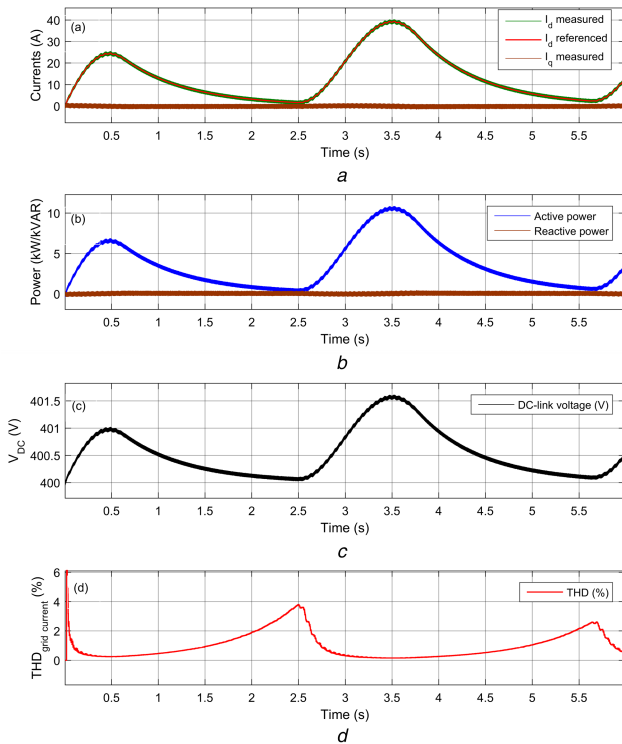 (a)
Currents (A)
40
30
20
10
0
I_d measured
I_d referenced
I_q measured
0.5 1 1.5 2 2.5 3 3.5 4 4.5 5 5.5
Time (s)
a
(b)
Power (kW/kVAR)
10
5
0
Active power
Reactive power
0.5 1 1.5 2 2.5 3 3.5 4 4.5 5 5.5
Time (s)
b
(c)
V_DC (V)
401.5
401
400.5
400
DC-link voltage (V)
0.5 1 1.5 2 2.5 3 3.5 4 4.5 5 5.5
Time (s)
c
(d)
THD_grid current (%)
6
4
2
0
THD (%)
0.5 1 1.5 2 2.5 3 3.5 4 4.5 5 5.5
Time (s)
d